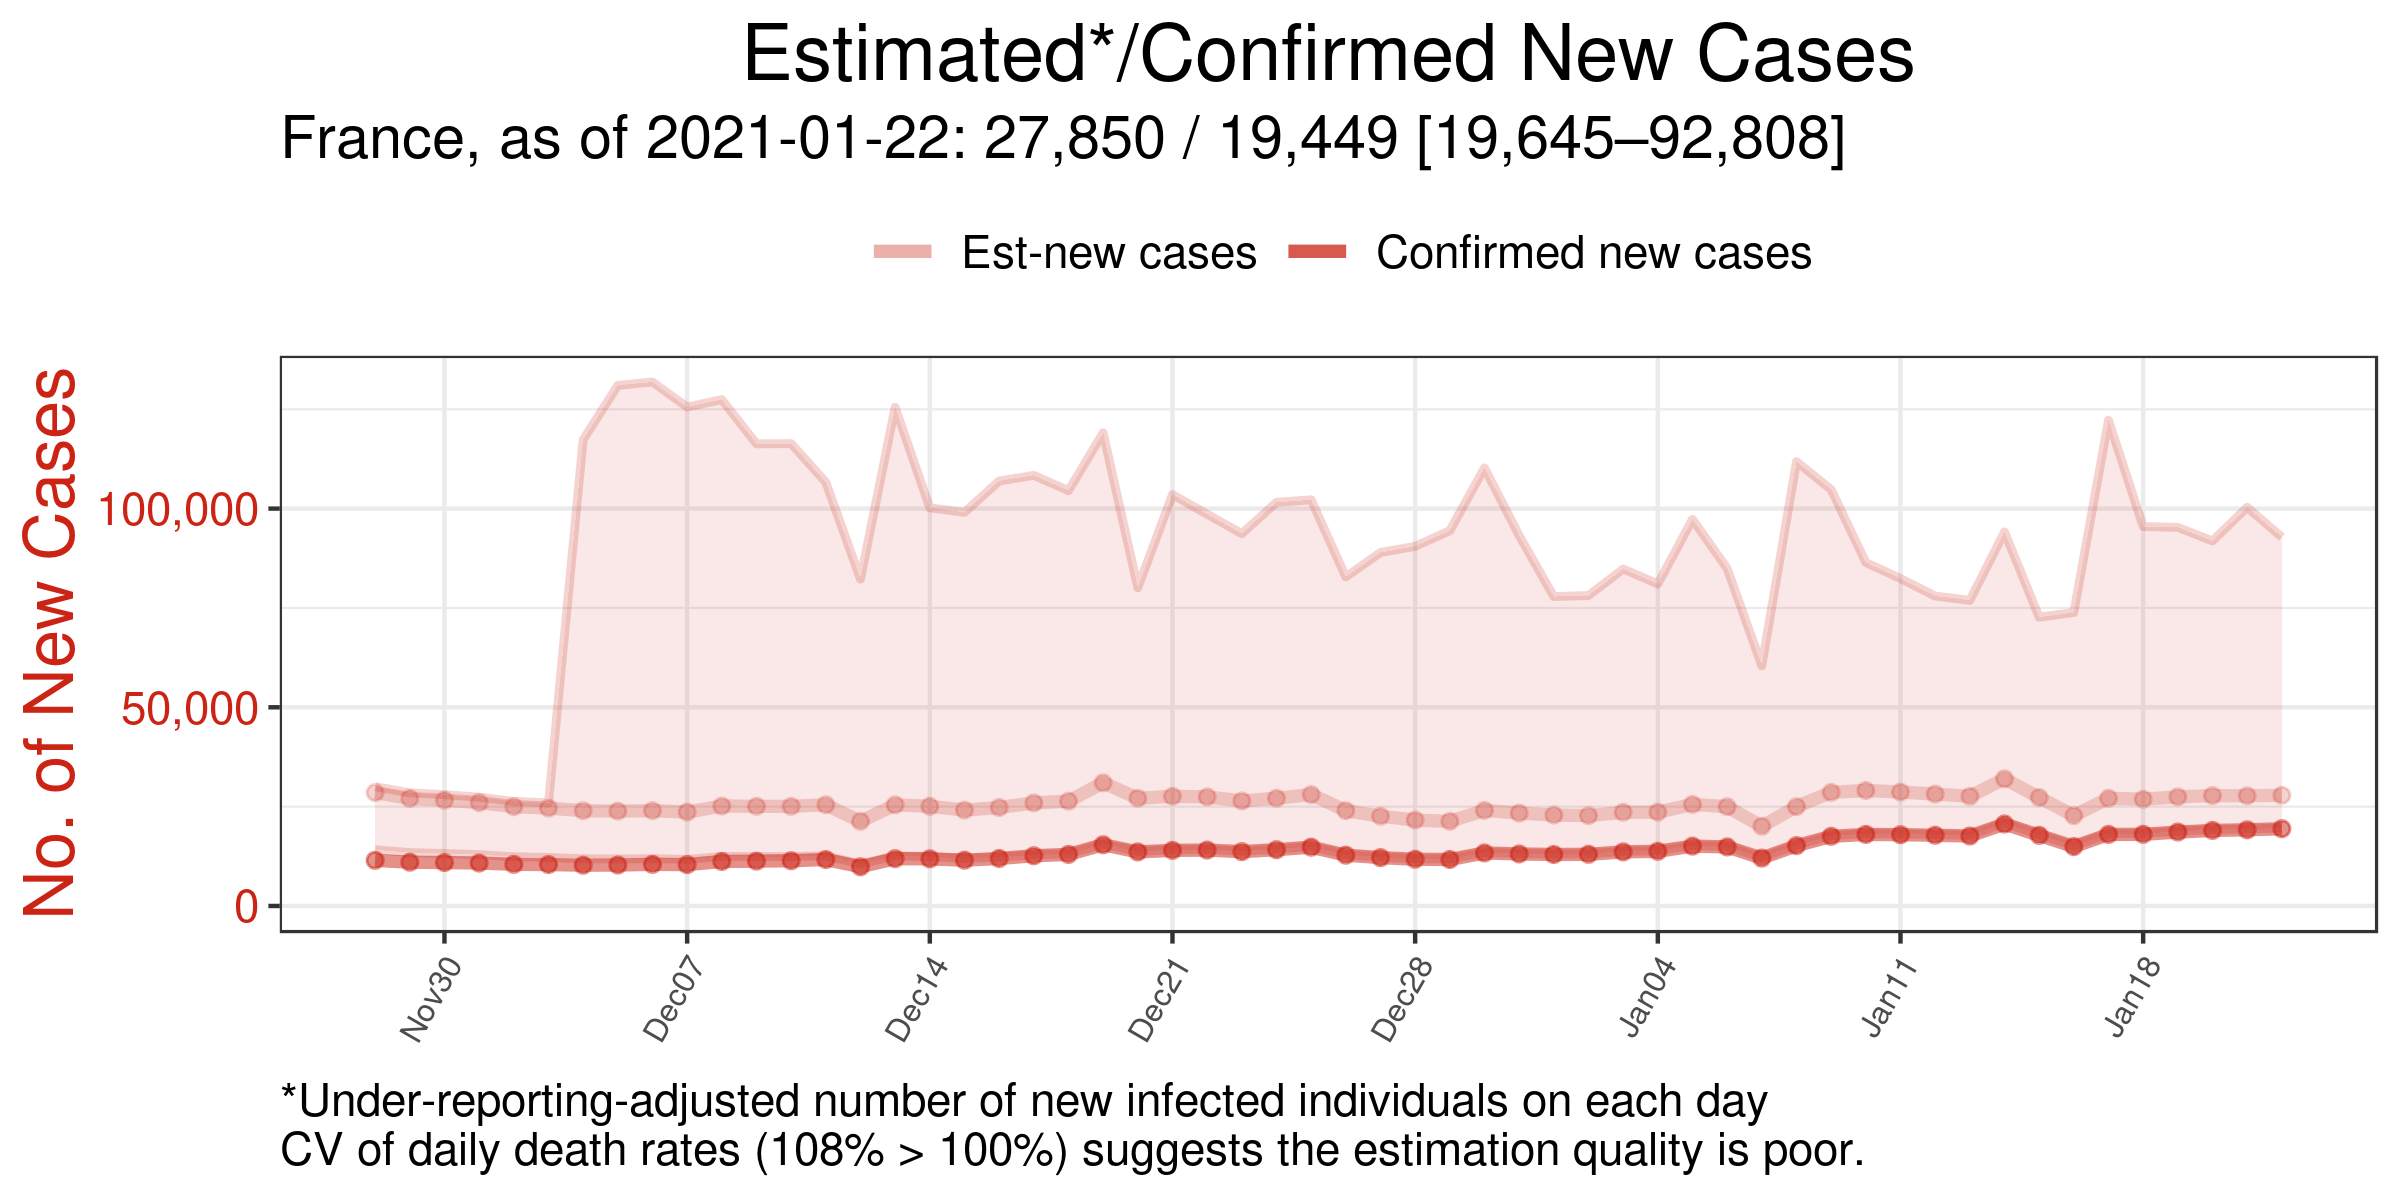 Estimated*/Confirmed New Cases
France, as of 2021-01-22: 27,850 / 19,449 [19,645–92,808]
Est-new cases
Confirmed new cases
No. of New Cases
100,000
50,000
0
Nov30
Dec07
Dec14
Dec21
Dec28
Jan04
Jan11
Jan18
*Under-reporting-adjusted number of new infected individuals on each day
CV of daily death rates (108% > 100%) suggests the estimation quality is poor.